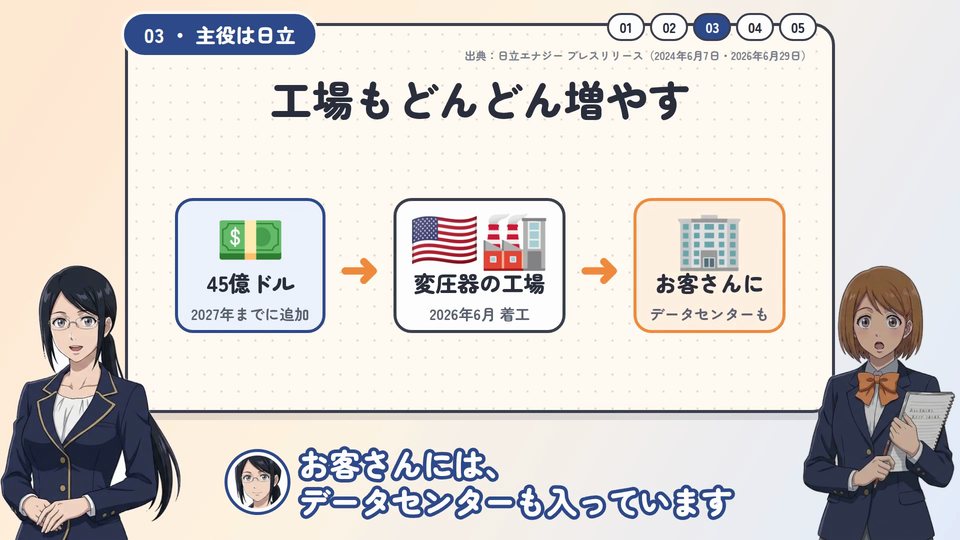 03 ・ 主役は日立
01 02 03 04 05
出典：日立エナジー プレスリリース（2024年6月7日・2026年6月29日）
工場もどんどん増やす
45億ドル
2027年までに追加
変圧器の工場
2026年6月 着工
お客さんに
データセンターも
お客さんには、
データセンターも入っています